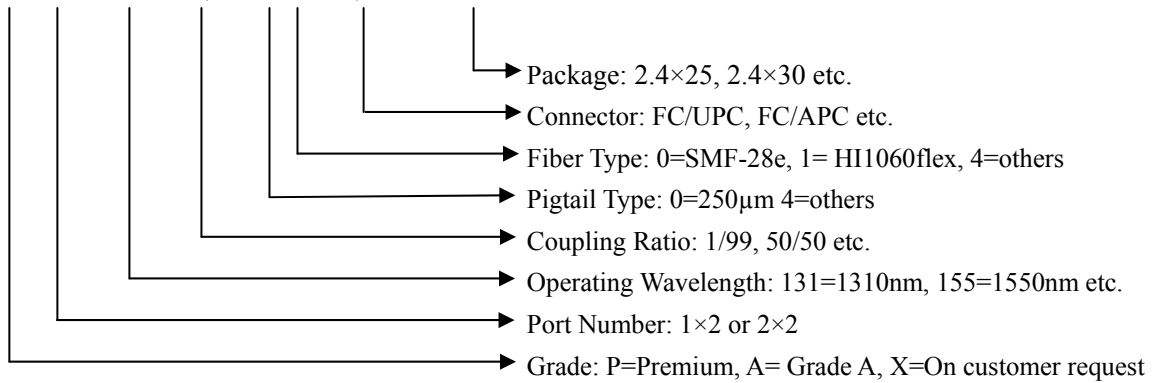 Package: 2.4×25, 2.4×30 etc.
Connector: FC/UPC, FC/APC etc.
Fiber Type: 0=SMF-28e, 1= HI1060flex, 4=others
Pigtail Type: 0=250μm 4=others
Coupling Ratio: 1/99, 50/50 etc.
Operating Wavelength: 131=1310nm, 155=1550nm etc.
Port Number: 1×2 or 2×2
Grade: P=Premium, A= Grade A, X=On customer request